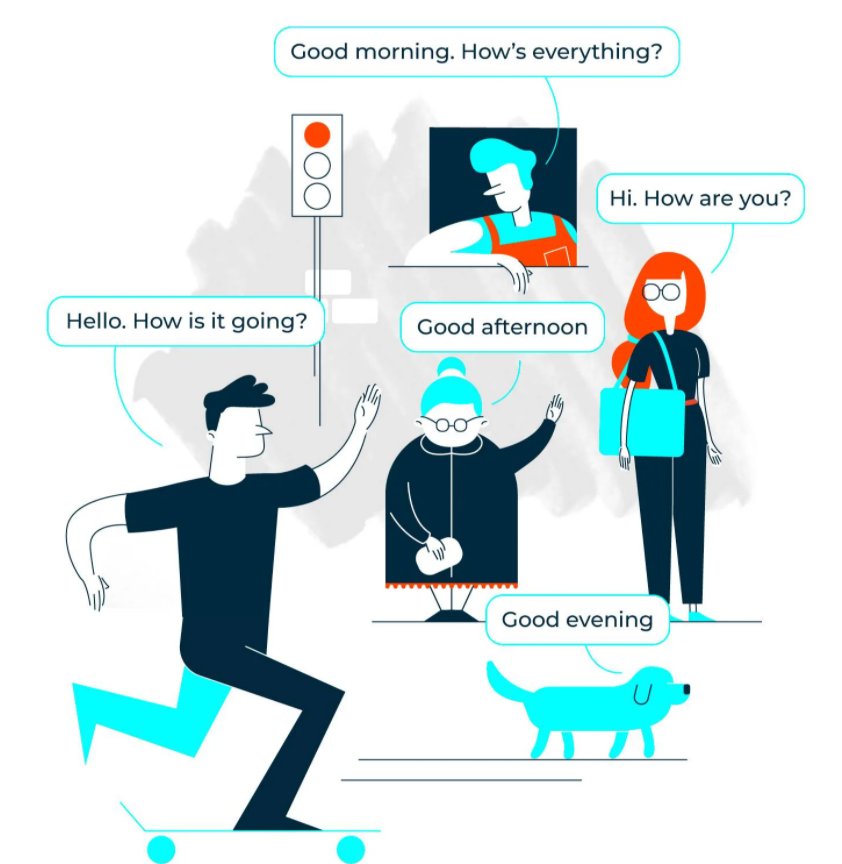 Good morning. How's everything?
Hi. How are you?
Hello. How is it going?
Good afternoon
Good evening